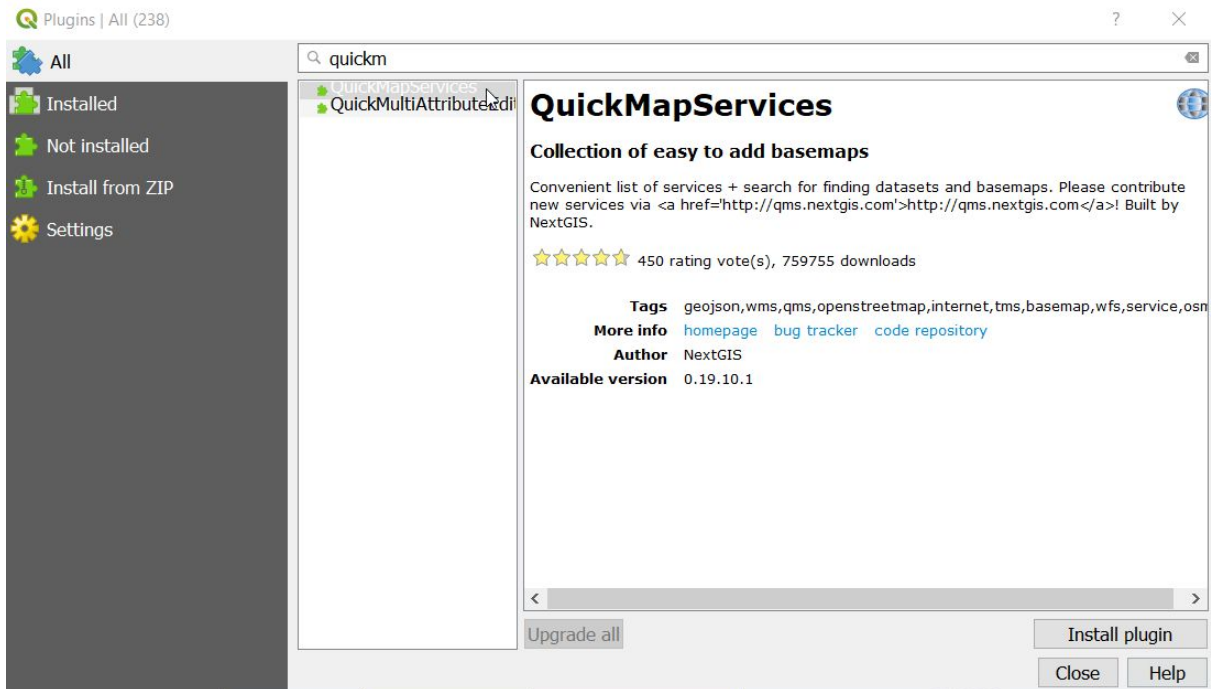 Plugins | All (238)
?
All
Installed
Not installed
Install from ZIP
Settings
quickm
QuickMapServices
QuickMultiAttributeEdit
QuickMapServices
Collection of easy to add basemaps
Convenient list of services + search for finding datasets and basemaps. Please contribute
new services via <a href='http://qms.nextgis.com'>http://qms.nextgis.com</a>! Built by
NextGIS.
450 rating vote(s), 759755 downloads
Tags geojson,wms,qms,openstreetmap,internet,tms,basemap,wfs,service,osm
More info homepage bug tracker code repository
Author NextGIS
Available version 0.19.10.1
Upgrade all
Install plugin
Close
Help